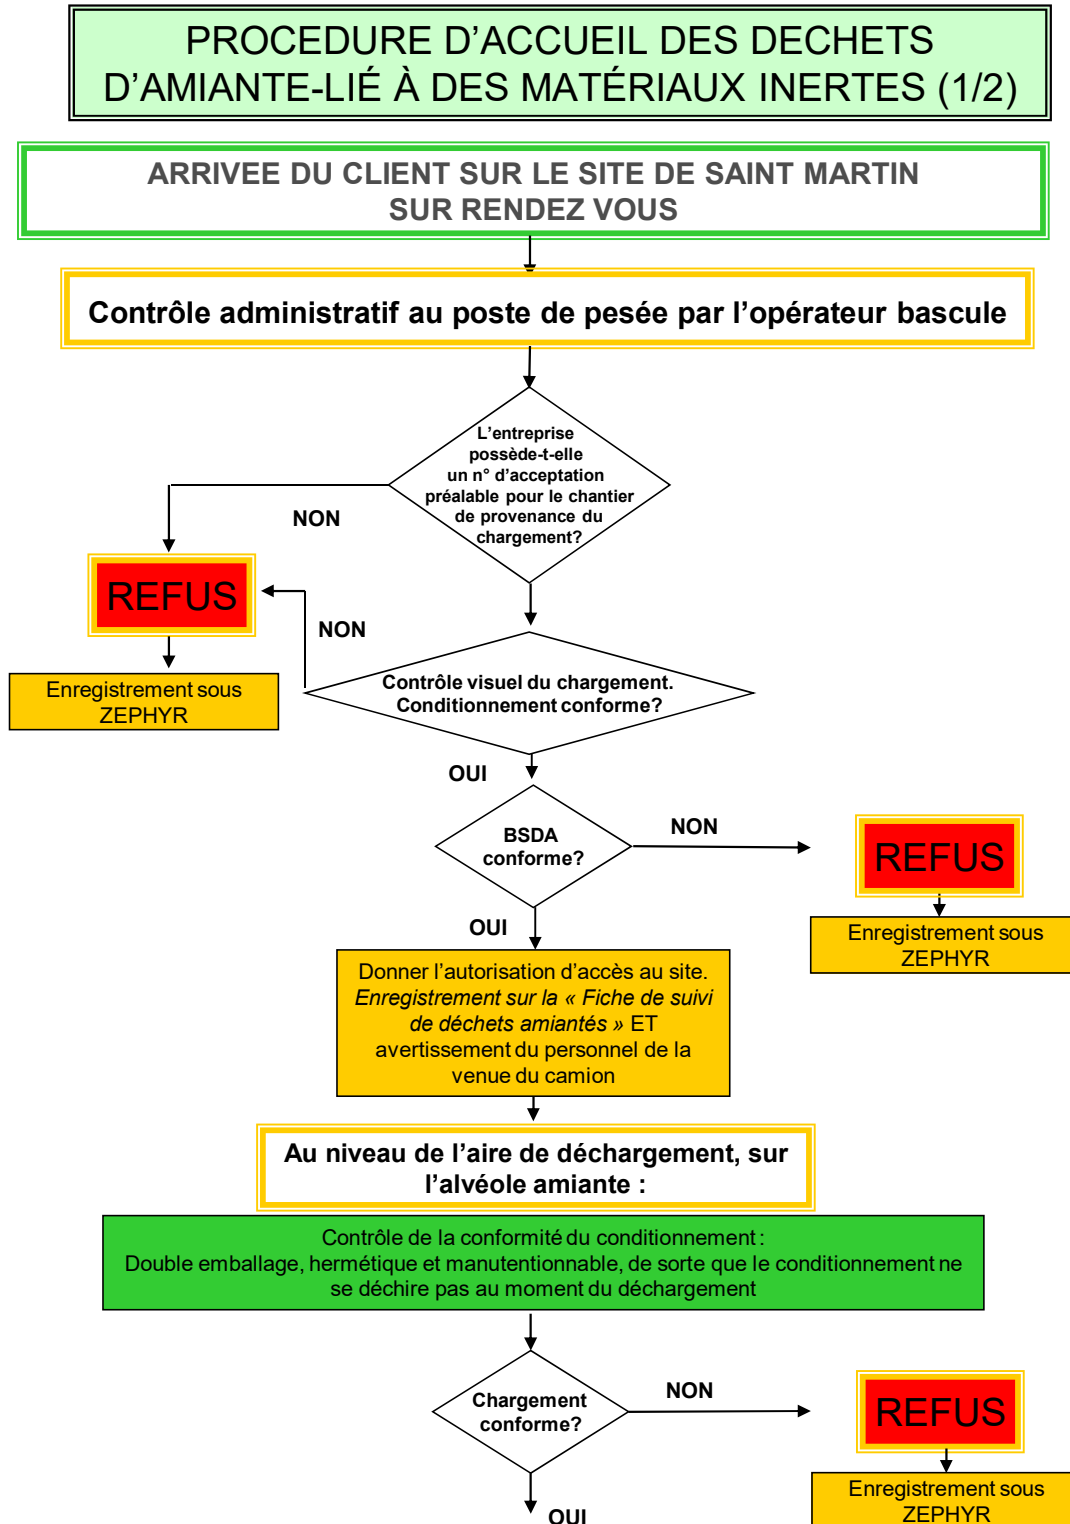 PROCEDURE D’ACCUEIL DES DECHETS
D’AMIANTE-LIÉ À DES MATÉRIAUX INERTES (1/2)
ARRIVEE DU CLIENT SUR LE SITE DE SAINT MARTIN
SUR RENDEZ VOUS
Contrôle administratif au poste de pesée par l’opérateur bascule
L’entreprise
possède-t-elle
un n° d’acceptation
préalable pour le chantier
de provenance du
chargement?
NON
REFUS
Enregistrement sous
ZEPHYR
NON
Contrôle visuel du chargement.
Conditionnement conforme?
OUI
BSDA
conforme?
NON
REFUS
Enregistrement sous
ZEPHYR
OUI
Donner l’autorisation d’accès au site.
Enregistrement sur la « Fiche de suivi
de déchets amiantés » ET
avertissement du personnel de la
venue du camion
Au niveau de l’aire de déchargement, sur
l’alvéole amiante :
Contrôle de la conformité du conditionnement :
Double emballage, hermétique et manutentionnable, de sorte que le conditionnement ne
se déchire pas au moment du déchargement
Chargement
conforme?
NON
REFUS
Enregistrement sous
ZEPHYR
OUI